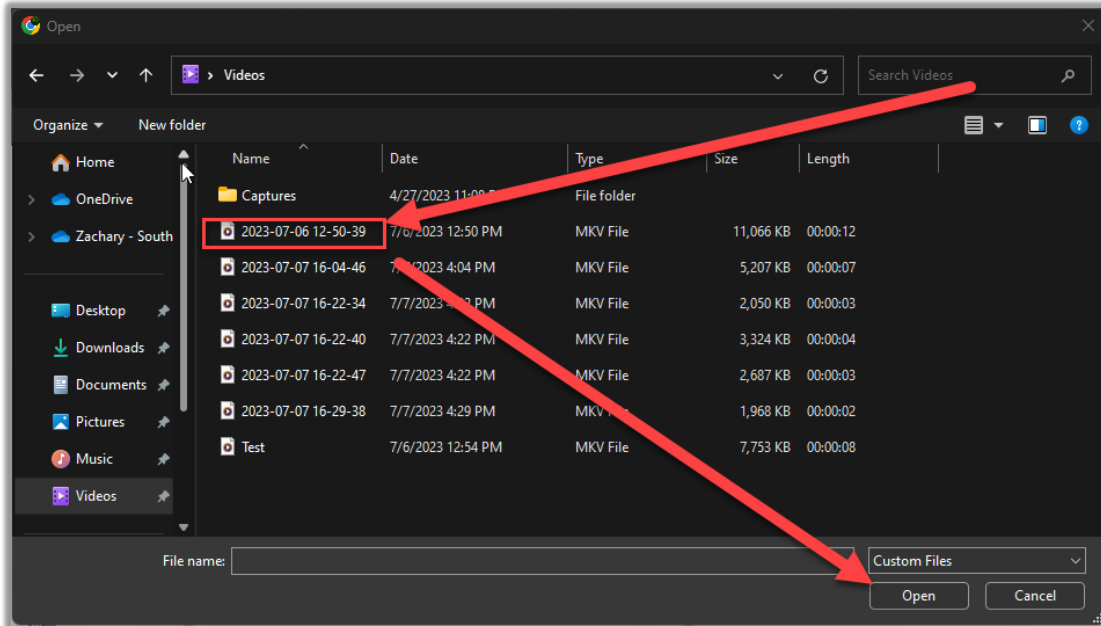 Open
Videos
Search Videos
Organize
New folder
Home
OneDrive
Zachary - South
Desktop
Downloads
Documents
Pictures
Music
Videos
Name Date Type Size Length
Captures 4/27/2023 File folder
2023-07-06 12-50-39 7/6/2023 12:50 PM MKV File 11,066 KB 00:00:12
2023-07-07 16-04-46 4:04 PM MKV File 5,207 KB 00:00:07
2023-07-07 16-22-34 7/7/2023 PM MKV File 2,050 KB 00:00:03
2023-07-07 16-22-40 7/7/2023 4:22 PM MKV File 3,324 KB 00:00:04
2023-07-07 16-22-47 7/7/2023 4:22 PM MKV File 2,687 KB 00:00:03
2023-07-07 16-29-38 7/7/2023 4:29 PM MKV 1,968 KB 00:00:02
Test 7/6/2023 12:54 PM MKV File 7,753 KB 00:00:08
File name:
Custom Files
Open
Cancel